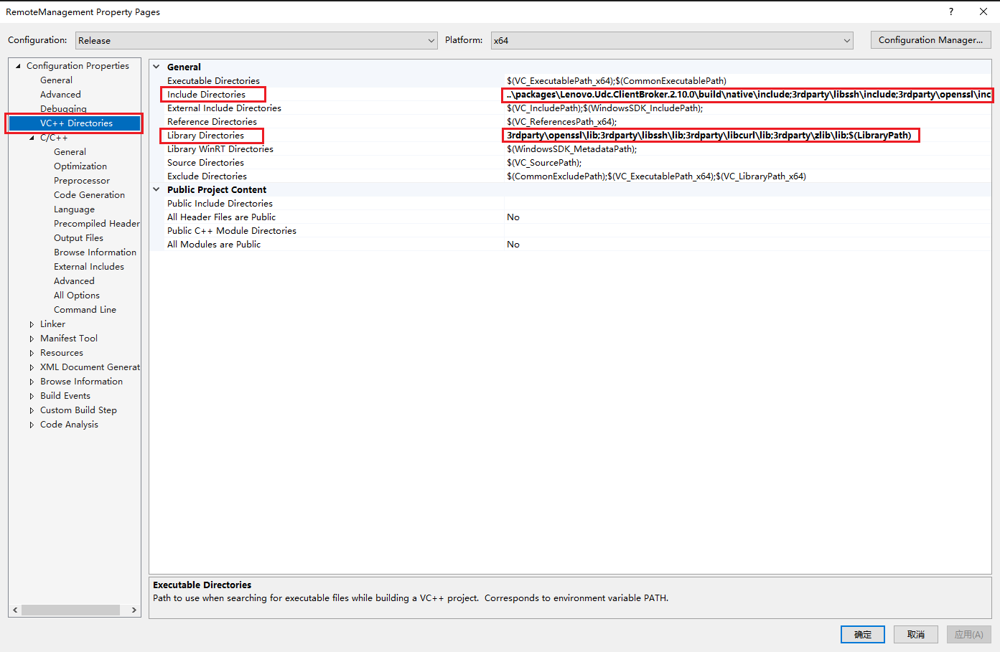 RemoteManagement Property Pages
?
Configuration: Release Platform: x64 Configuration Manager...
Configuration Properties
General
Advanced
Debugging
VC++ Directories
C/C++
General
Optimization
Preprocessor
Code Generation
Language
Precompiled Header
Output Files
Browse Information
External Includes
Advanced
All Options
Command Line
Linker
Manifest Tool
Resources
XML Document Generat
Browse Information
Build Events
Custom Build Step
Code Analysis
General
Executable Directories $(VC_ExecutablePath_x64);$(CommonExecutablePath)
Include Directories ..\packages\Lenovo.Udc.ClientBroker.2.10.0\build\native\include;3rdparty\libssh\include;3rdparty\openssl\inc
External Include Directories $(VC_IncludePath);$(WindowsSDK_IncludePath);
Reference Directories $(VC_ReferencesPath_x64);
Library Directories 3rdparty\openssl\lib;3rdparty\libssh\lib;3rdparty\libcurl\lib;3rdparty\zlib\lib;$(LibraryPath)
Library WinRT Directories $(WindowsSDK_MetadataPath);
Source Directories $(VC_SourcePath);
Exclude Directories $(CommonExcludePath);$(VC_ExecutablePath_x64);$(VC_LibraryPath_x64)
Public Project Content
Public Include Directories
All Header Files are Public No
Public C++ Module Directories
All Modules are Public No
Executable Directories
Path to use when searching for executable files while building a VC++ project.  Corresponds to environment variable PATH.
确定 取消 应用(A)